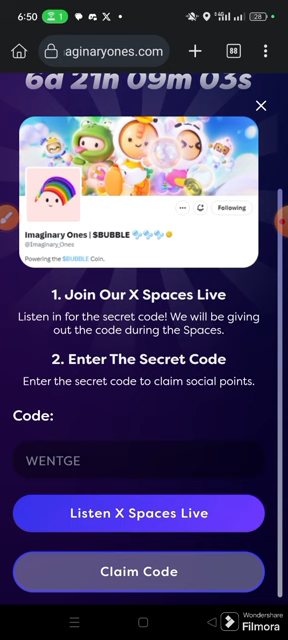 6:50
28
aginaryones.com
88
6d 21h 09m 03s
Following
Imaginary Ones | $BUBBLE
@Imaginary_Ones
Powering the $BUBBLE Coin.
1. Join Our X Spaces Live
Listen in for the secret code! We will be giving
out the code during the Spaces.
2. Enter The Secret Code
Enter the secret code to claim social points.
Code:
WENTGE
Listen X Spaces Live
Claim Code
Wondershare
Filmora